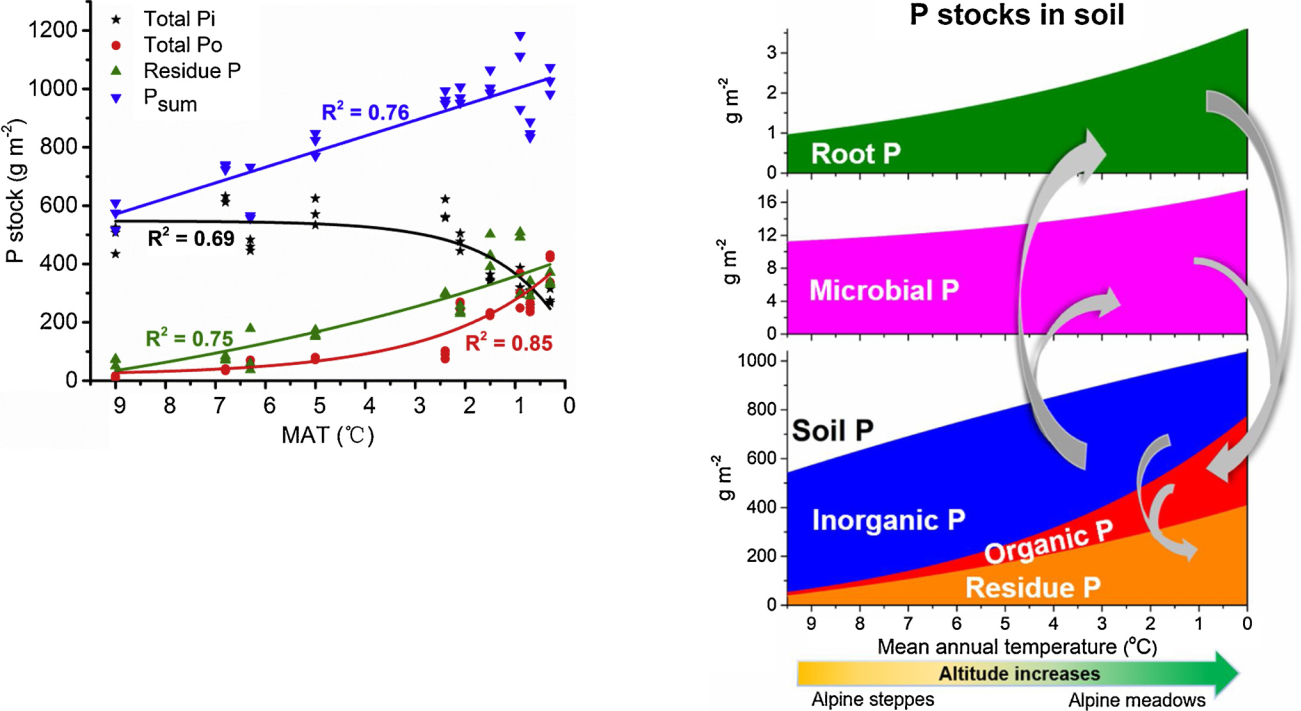 1200
1000
800
600
400
200
0
P stock (g m-2)
Total Pi
Total Po
Residue P
Psum
R2 = 0.76
R2 = 0.69
R2 = 0.75
R2 = 0.85
9 8 7 6 5 4 3 2 1 0
MAT (℃)
P stocks in soil
3
2
1
0
g m-2
Root P
16
12
8
4
0
g m-2
Microbial P
1000
800
600
400
200
0
g m-2
Soil P
Inorganic P
Organic P
Residue P
9 8 7 6 5 4 3 2 1 0
Mean annual temperature (oC)
Altitude increases
Alpine steppes
Alpine meadows